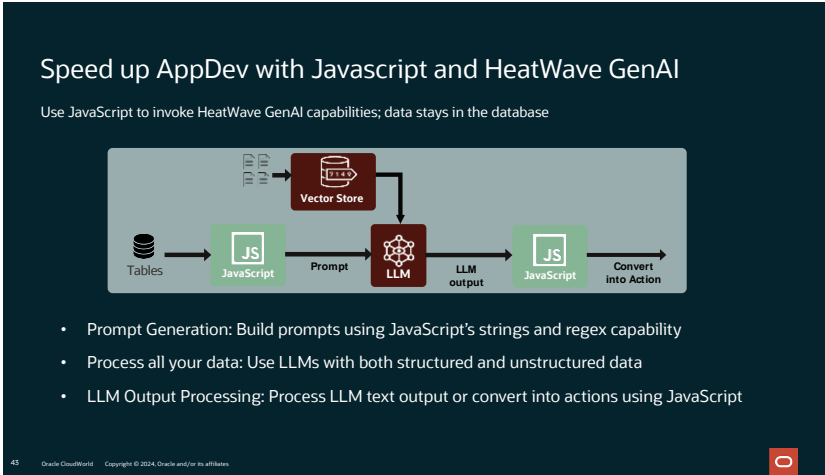 Speed up AppDev with Javascript and HeatWave GenAI
Use JavaScript to invoke HeatWave GenAI capabilities; data stays in the database
7149
Vector Store
Tables
JS
JavaScript
Prompt
LLM
LLM
output
JS
JavaScript
Convert
into Action
• Prompt Generation: Build prompts using JavaScript's strings and regex capability
• Process all your data: Use LLMs with both structured and unstructured data
• LLM Output Processing: Process LLM text output or convert into actions using JavaScript
43 Oracle CloudWorld Copyright © 2024, Oracle and/or its affiliates